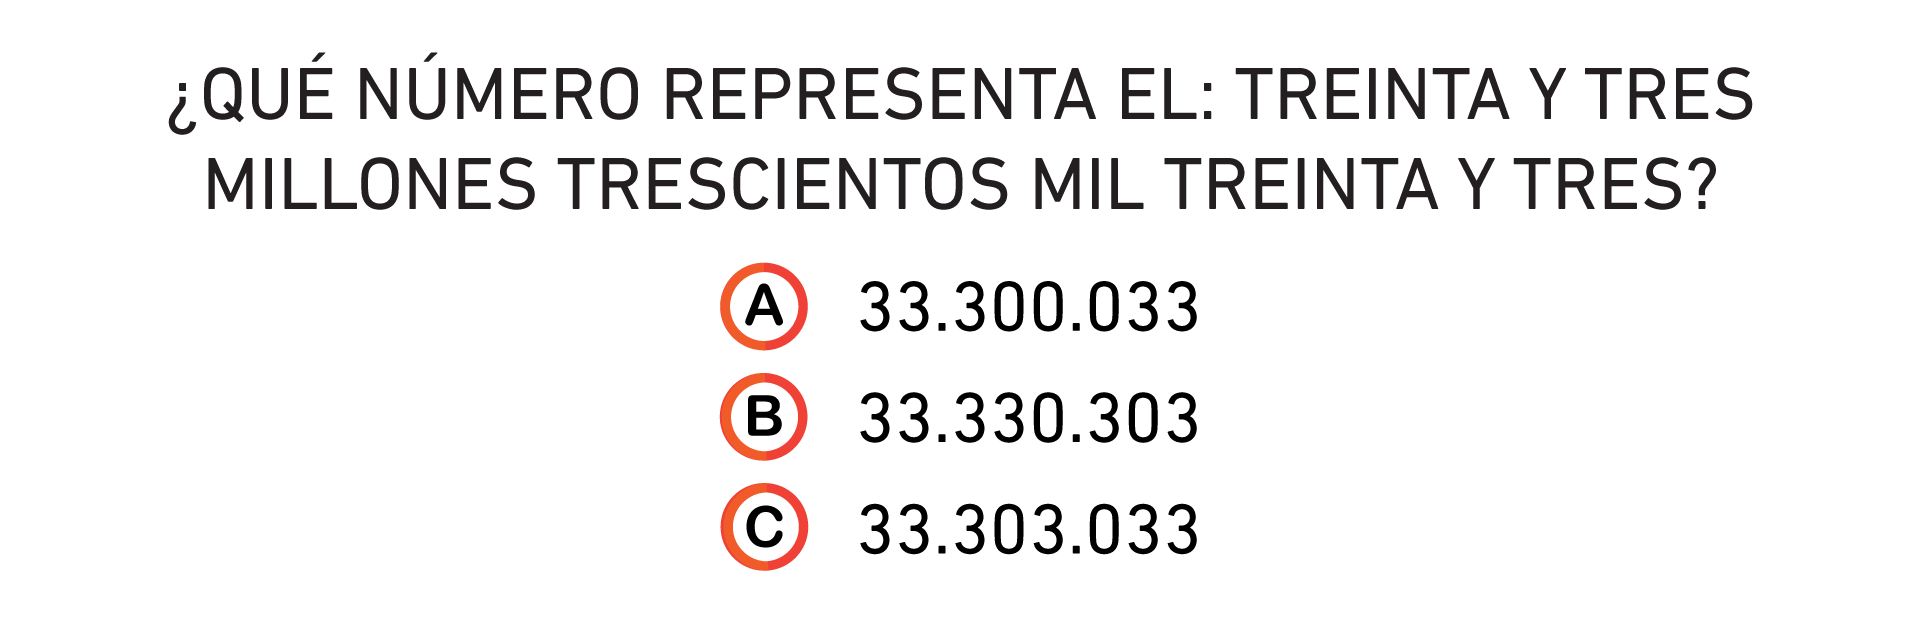 ¿QUÉ NÚMERO REPRESENTA EL: TREINTA Y TRES
MILLONES TRESCIENTOS MIL TREINTA Y TRES?
A 33.300.033
B 33.330.303
C 33.303.033